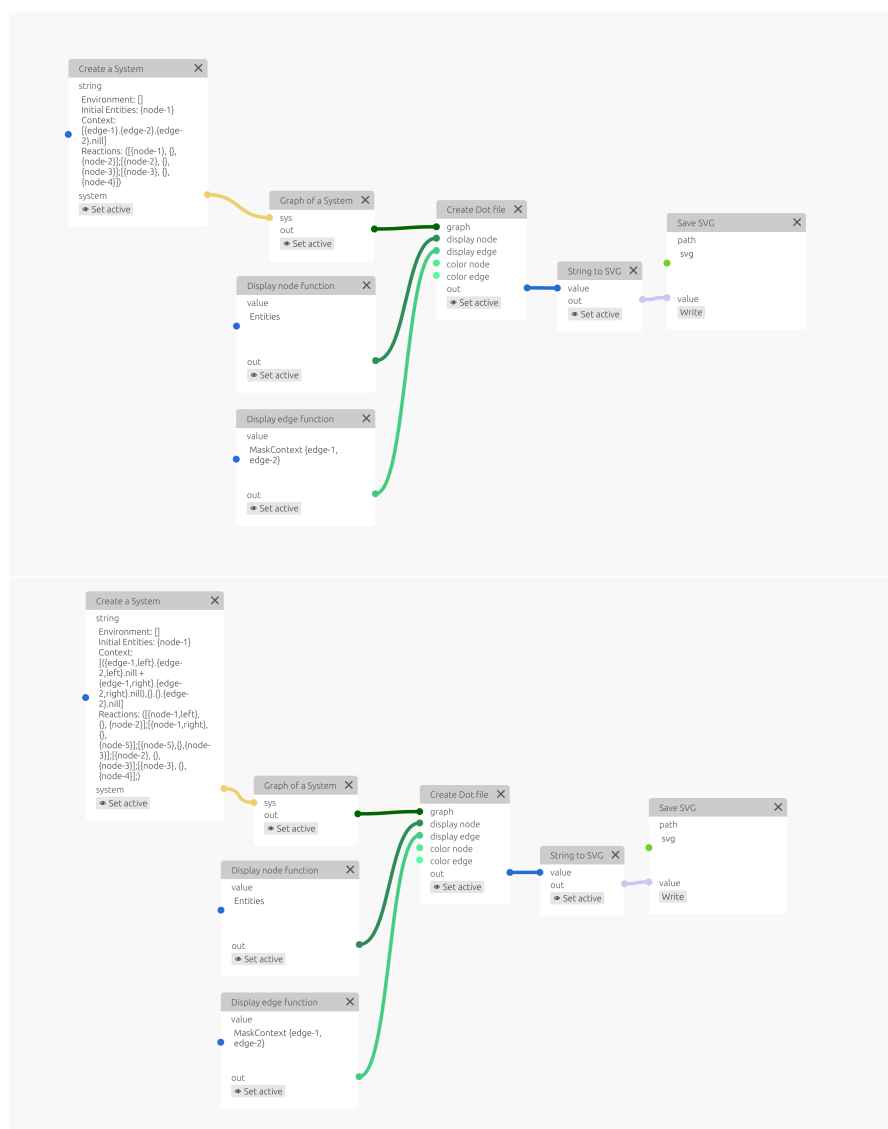 Create a System
string
Environment: []
Initial Entities: {node-1}
Context:
[{edge-1}.{edge-2}.{edge-
2}.nill]
Reactions: ([{node-1}, {},
{node-2}];[{node-2}, {},
{node-3}];[{node-3}, {},
{node-4}])
system
Set active
Graph of a System
sys
out
Set active
Display node function
value
Entities
out
Set active
Display edge function
value
MaskContext {edge-1,
edge-2}
out
Set active
Create Dot file
graph
display node
display edge
color node
color edge
out
Set active
String to SVG
value
out
Set active
Save SVG
path
svg
value
Write
Create a System
string
Environment: []
Initial Entities: {node-1}
Context:
[({edge-1,left}.{edge-
2,left}.nill +
{edge-1,right}.{edge-
2,right}.nill),{}.{}.{edge-
2}.nill]
Reactions: ([{node-1,left},
{}, {node-2}];[{node-1,right},
{},
{node-5}];[{node-5},{},{node-
3}];[{node-2}, {},
{node-3}];[{node-3}, {},
{node-4}];)
system
Set active
Graph of a System
sys
out
Set active
Display node function
value
Entities
out
Set active
Display edge function
value
MaskContext {edge-1,
edge-2}
out
Set active
Create Dot file
graph
display node
display edge
color node
color edge
out
Set active
String to SVG
value
out
Set active
Save SVG
path
svg
value
Write